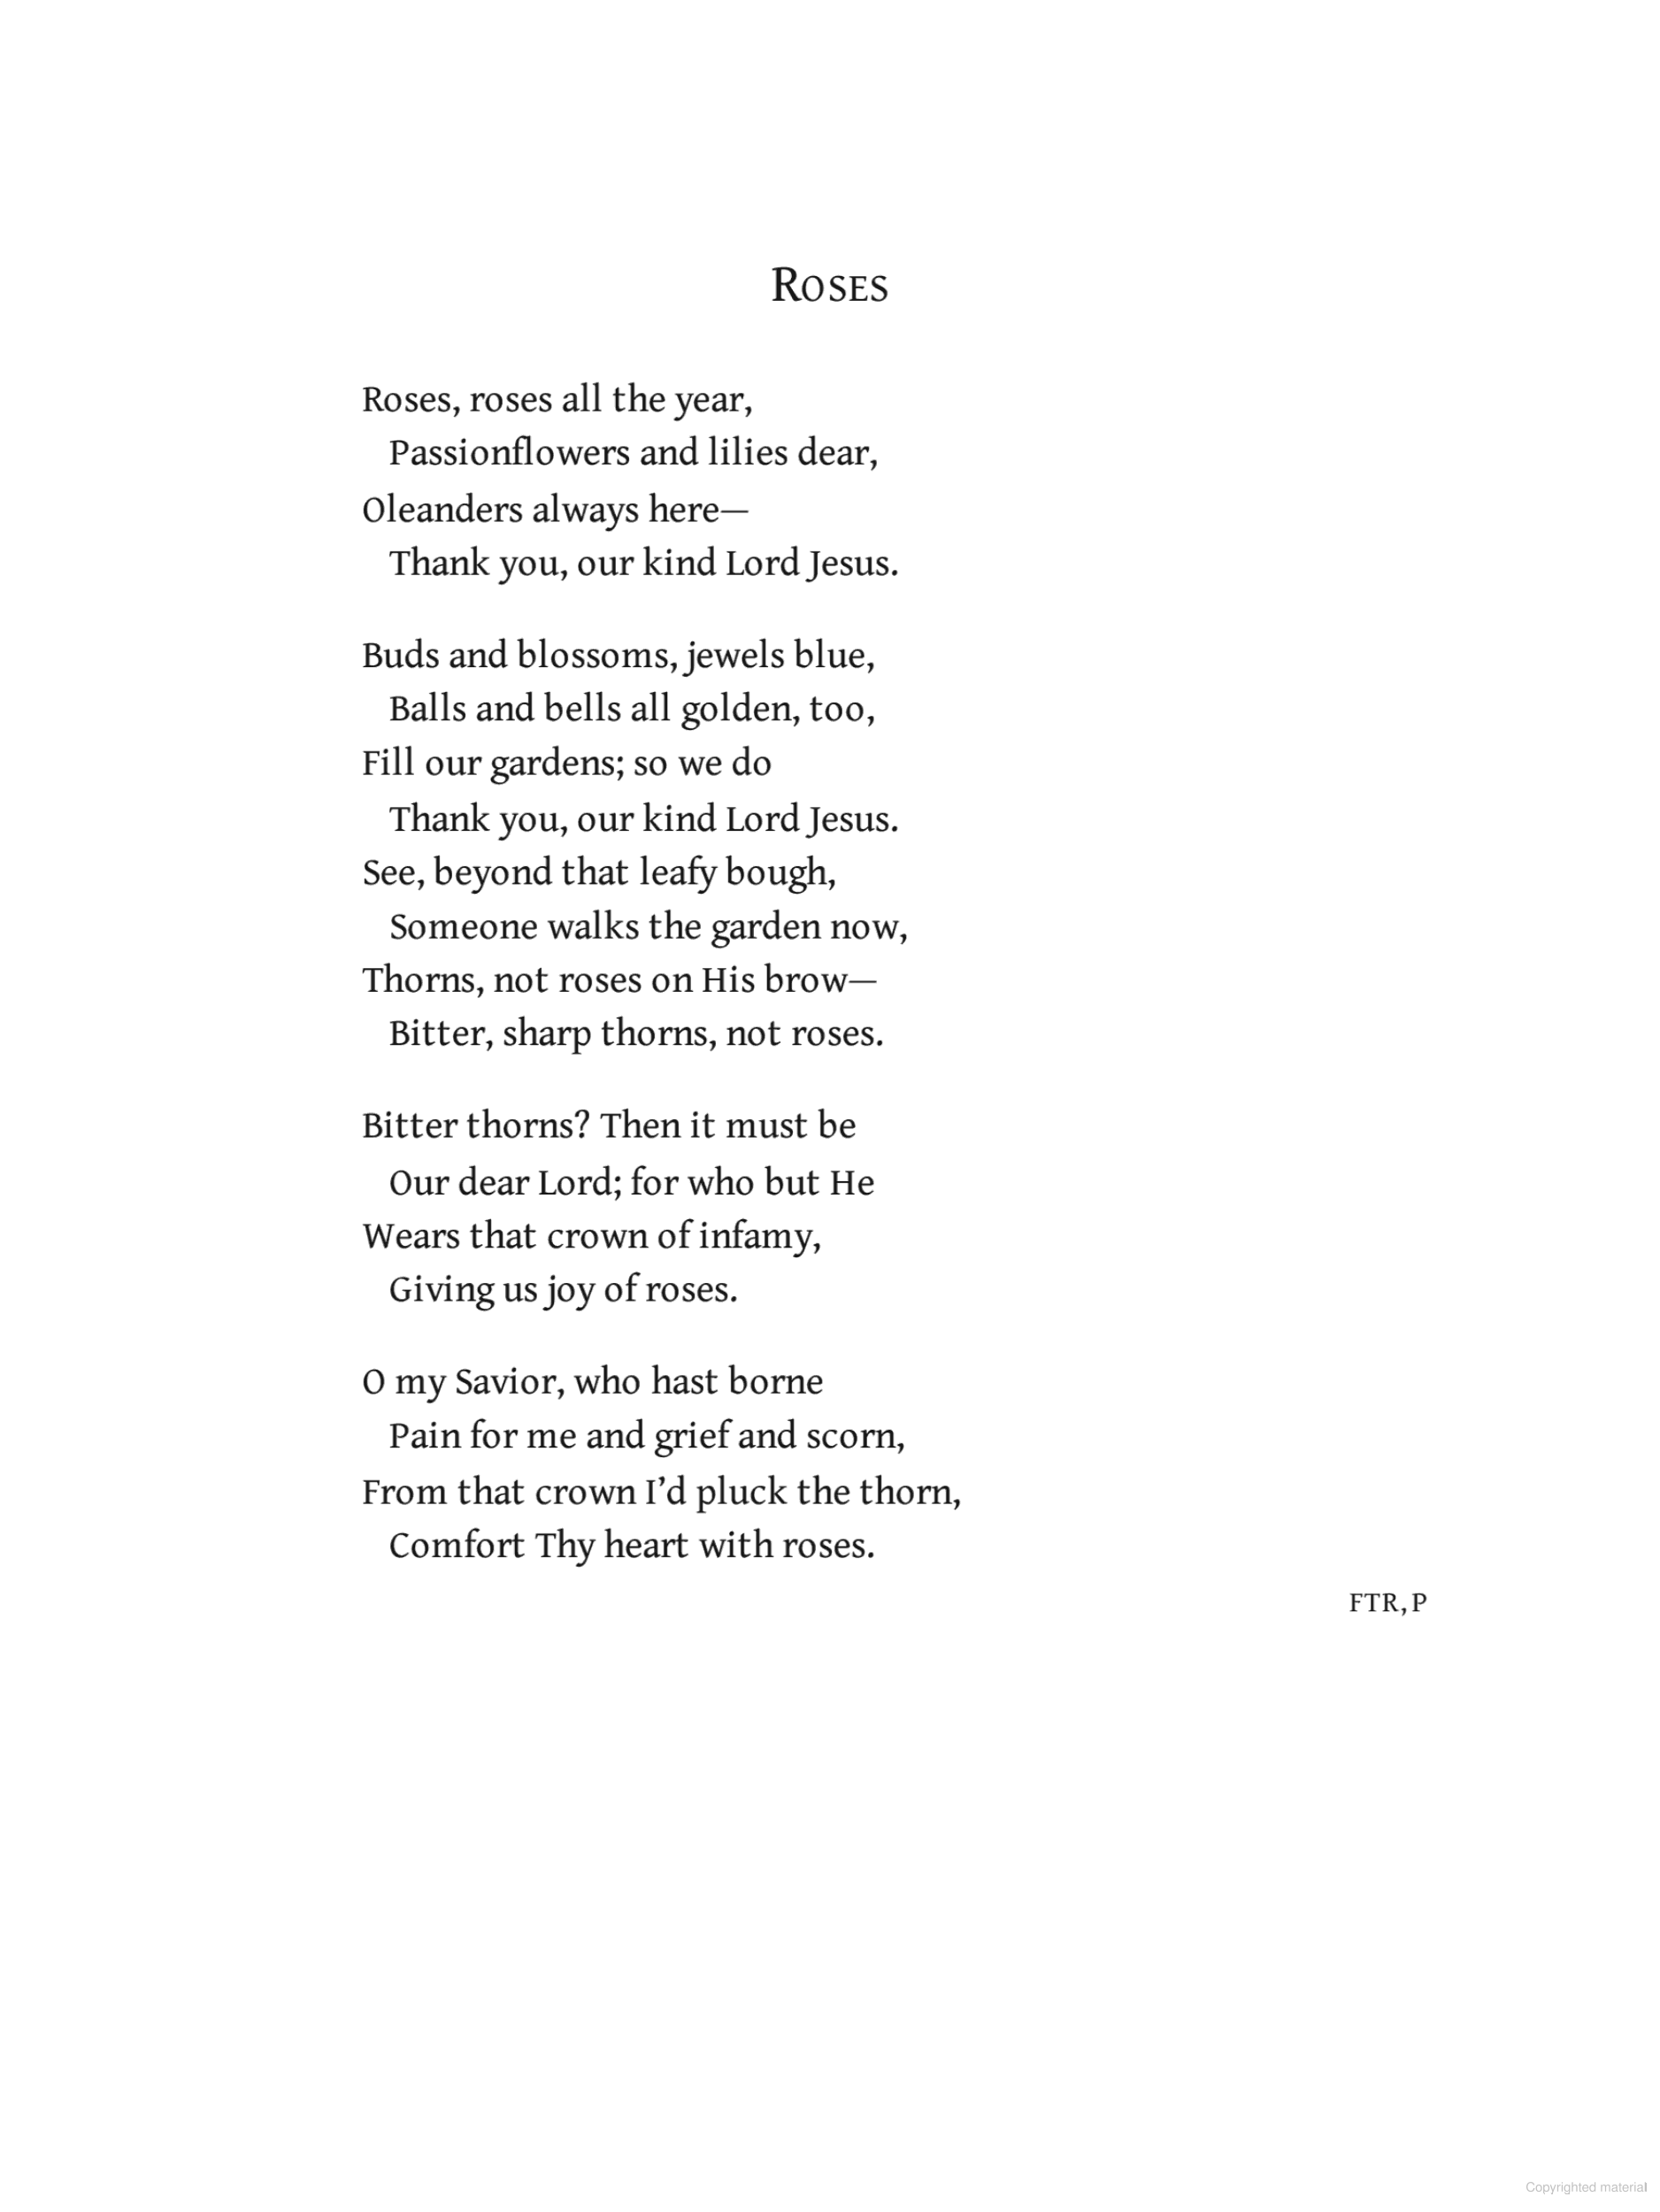 Roses
Roses, roses all the year,
Passionflowers and lilies dear,
Oleanders always here—
Thank you, our kind Lord Jesus.
Buds and blossoms, jewels blue,
Balls and bells all golden, too,
Fill our gardens; so we do
Thank you, our kind Lord Jesus.
See, beyond that leafy bough,
Someone walks the garden now,
Thorns, not roses on His brow—
Bitter, sharp thorns, not roses.
Bitter thorns? Then it must be
Our dear Lord; for who but He
Wears that crown of infamy,
Giving us joy of roses.
O my Savior, who hast borne
Pain for me and grief and scorn,
From that crown I’d pluck the thorn,
Comfort Thy heart with roses.
FTR, P
Copyrighted material